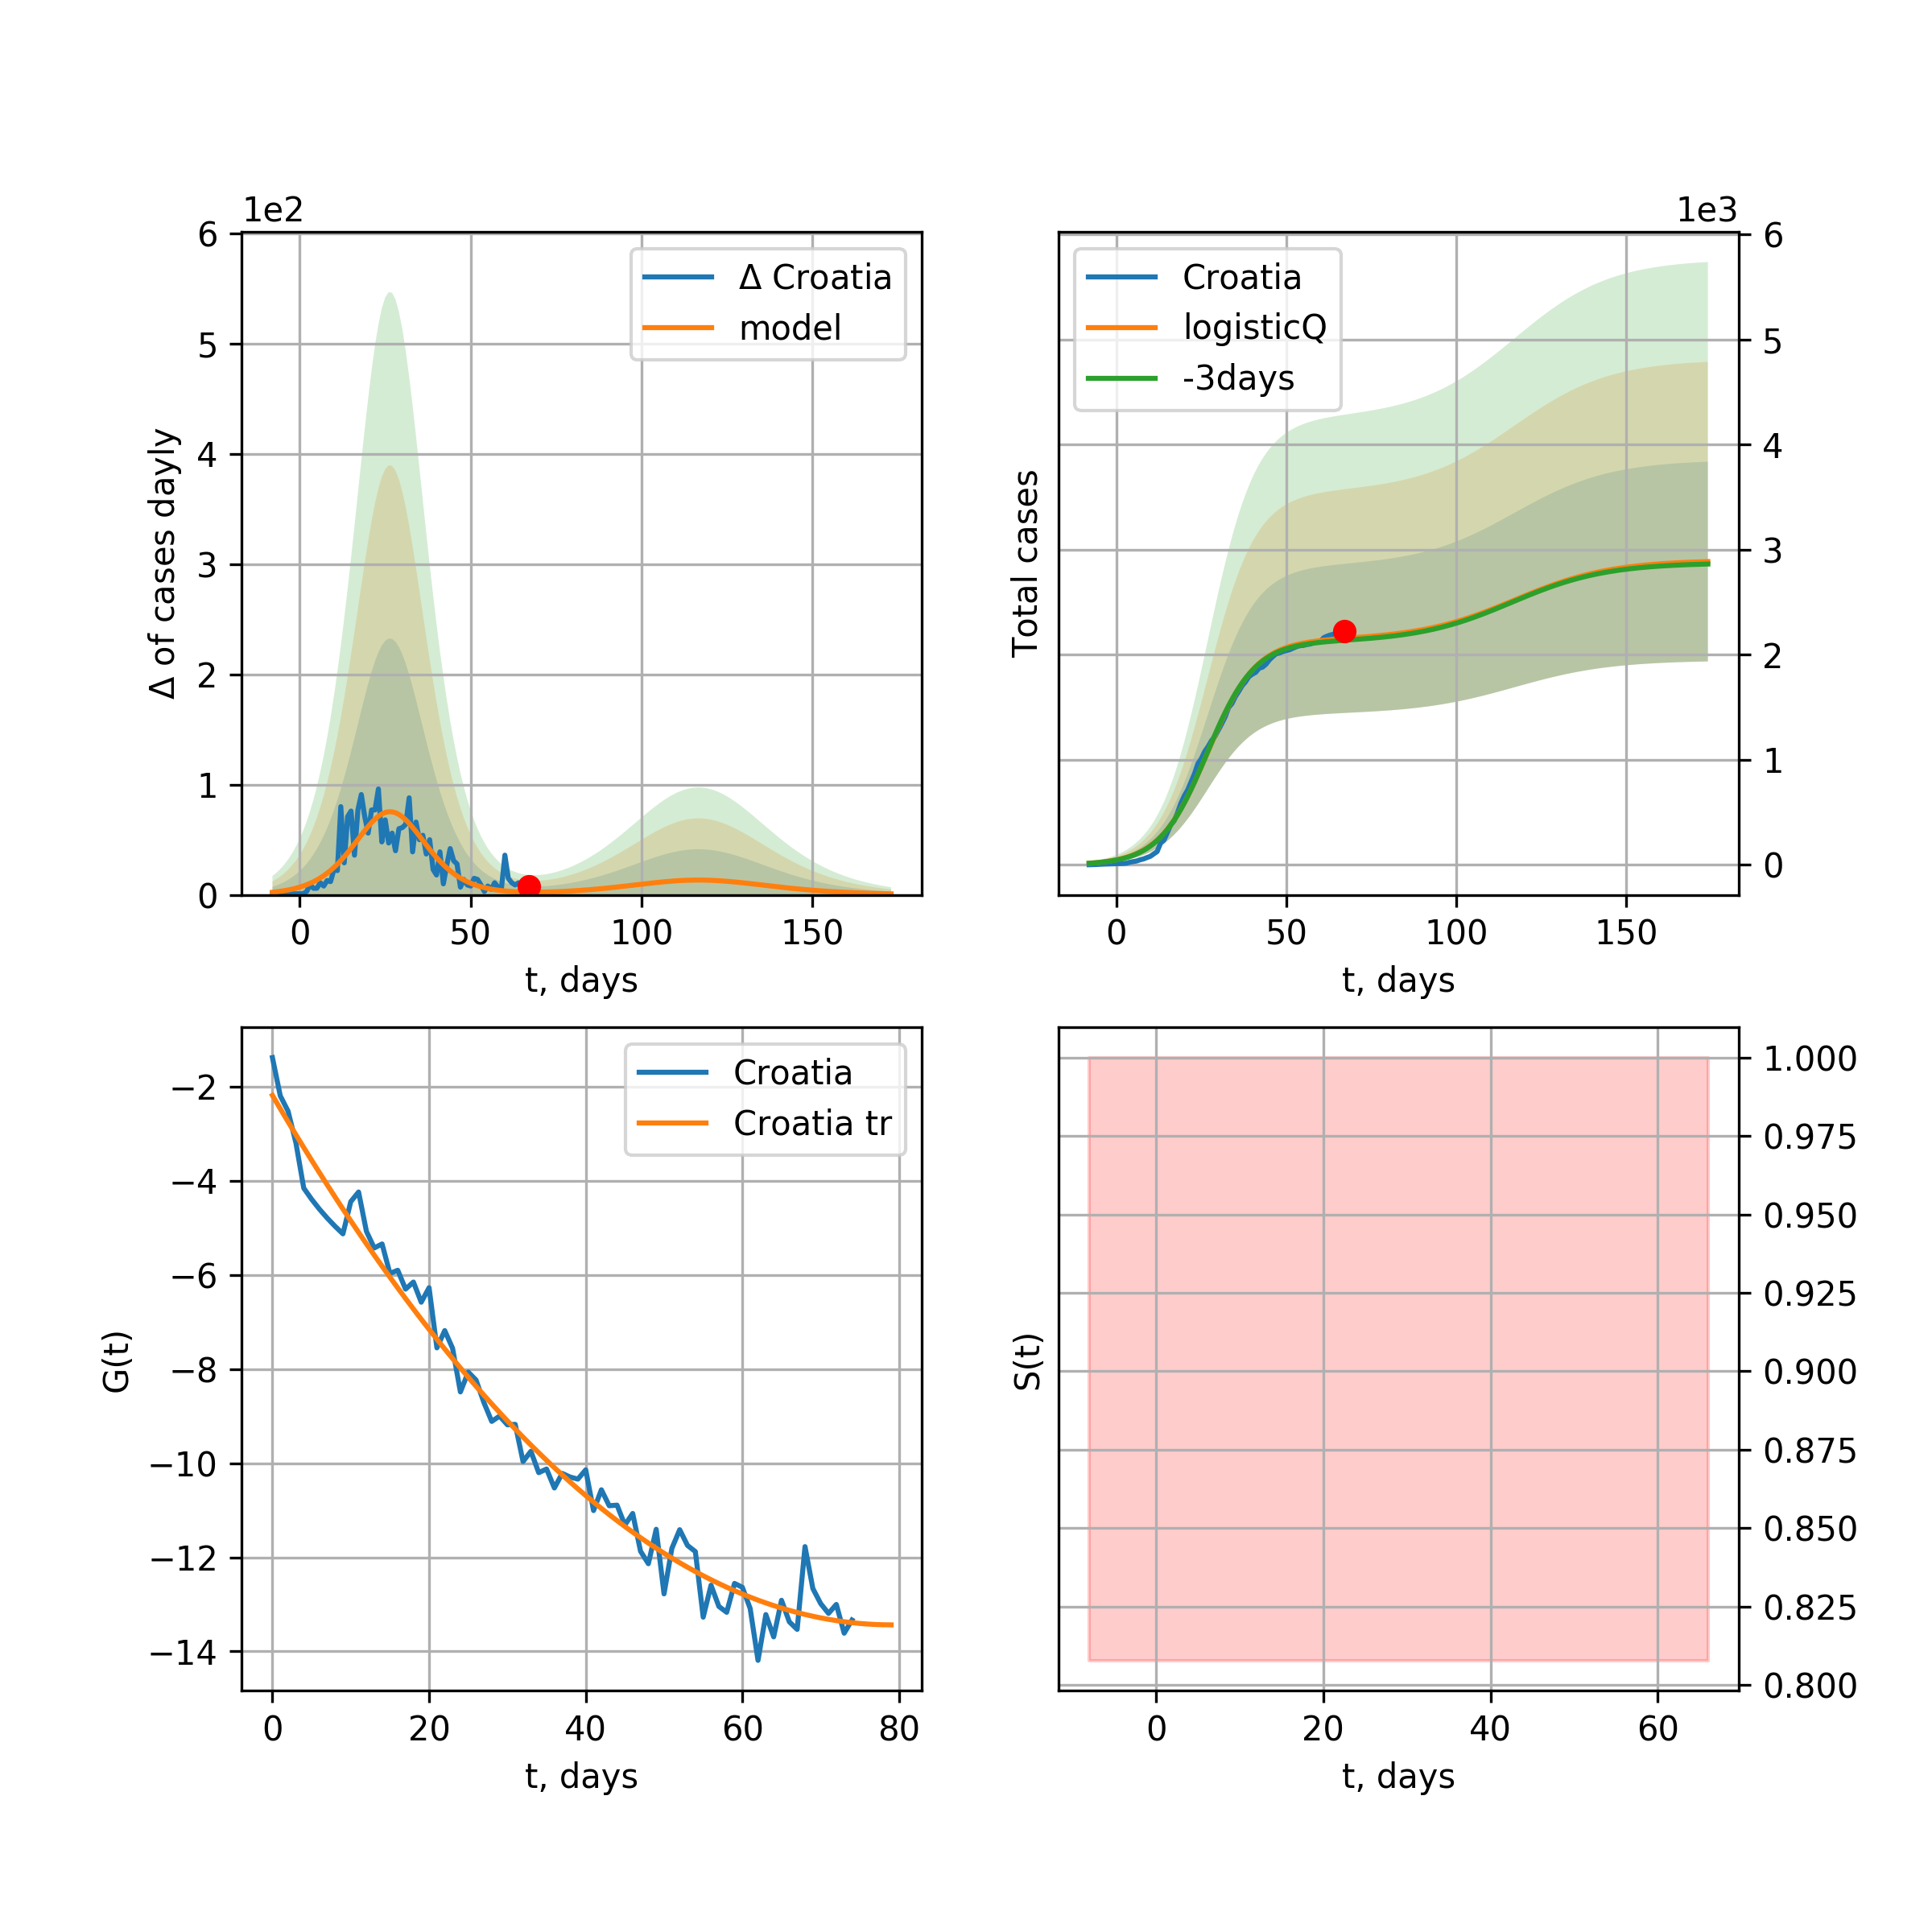 1e2
6
5
4
3
2
1
0
Δ of cases dayly
Δ Croatia
model
0 50 100 150
t, days
1e3
6
5
4
3
2
1
0
Total cases
Croatia
logisticQ
-3days
0 50 100 150
t, days
−2
−4
−6
−8
−10
−12
−14
G(t)
Croatia
Croatia tr
0 20 40 60 80
t, days
1.000
0.975
0.950
0.925
0.900
0.875
0.850
0.825
0.800
S(t)
0 20 40 60
t, days